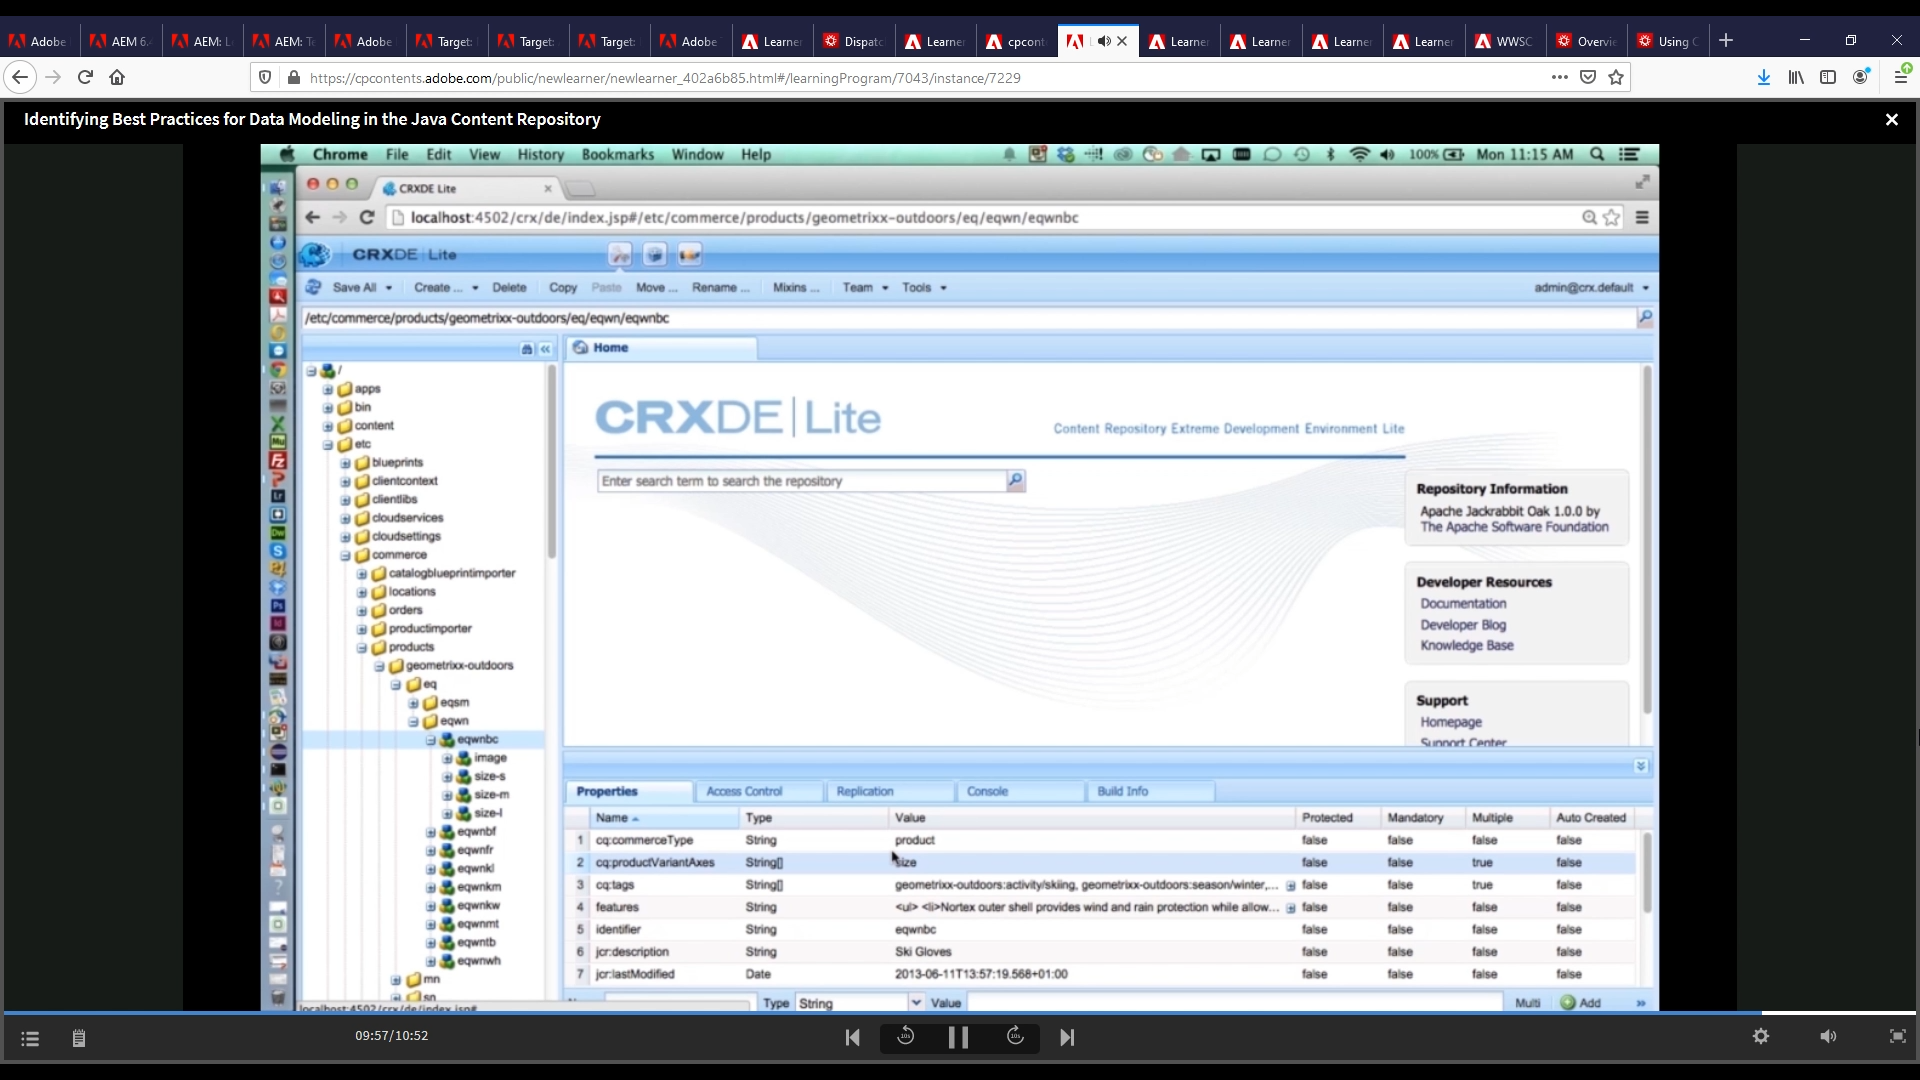 Adobe AEM 6. AEM: L AEM: Te Adobe Target: Target: Target: Adobe Learner Dispatc Learner cpcont Learner Learner Learner Learner WWSC Overvie Using C
https://cpcontents.adobe.com/public/newlearner/newlearner_402a6b85.html#/learningProgram/7043/instance/7229
Identifying Best Practices for Data Modeling in the Java Content Repository
Chrome File Edit View History Bookmarks Window Help 100% Mon 11:15 AM
CRXDE Lite
localhost:4502/crx/de/index.jsp#/etc/commerce/products/geometrixx-outdoors/eq/eqwn/eqwnbc
CRXDE | Lite
Save All Create ... Delete Copy Paste Move ... Rename ... Mixins ... Team Tools admin@crx.default
/etc/commerce/products/geometrixx-outdoors/eq/eqwn/eqwnbc
Home
/
apps
bin
content
etc
blueprints
clientcontext
clientlibs
cloudservices
cloudsettings
commerce
catalogblueprintimporter
locations
orders
productimporter
products
geometrixx-outdoors
eq
eqsm
eqwn
eqwnbc
image
size-s
size-m
size-l
eqwnbf
eqwnfr
eqwnkl
eqwnkm
eqwnkw
eqwnmt
eqwntb
eqwnwh
mn
sn
localhost:4502/crx/de/index.jsp#
CRXDE | Lite
Content Repository Extreme Development Environment Lite
Enter search term to search the repository
Repository Information
Apache Jackrabbit Oak 1.0.0 by
The Apache Software Foundation
Developer Resources
Documentation
Developer Blog
Knowledge Base
Support
Homepage
Support Center
Properties Access Control Replication Console Build Info
Name Type Value Protected Mandatory Multiple Auto Created
1 cq:commerceType String product false false false false
2 cq:productVariantAxes String[] size false false true false
3 cq:tags String[] geometrixx-outdoors:activity/skiing, geometrixx-outdoors:season/winter,... false false true false
4 features String <ul> <li>Nortex outer shell provides wind and rain protection while allow... false false false false
5 identifier String eqwnbc false false false false
6 jcr:description String Ski Gloves false false false false
7 jcr:lastModified Date 2013-06-11T13:57:19.568+01:00 false false false false
Type String Value Multi Add »
09:57/10:52
10s 10s